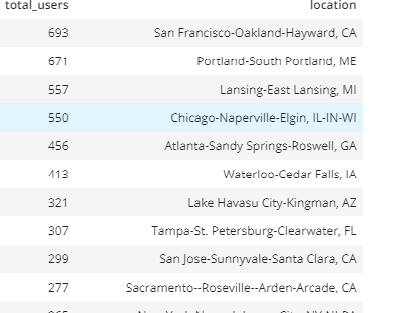 total_users location
693 San Francisco-Oakland-Hayward, CA
671 Portland-South Portland, ME
557 Lansing-East Lansing, MI
550 Chicago-Naperville-Elgin, IL-IN-WI
456 Atlanta-Sandy Springs-Roswell, GA
413 Waterloo-Cedar Falls, IA
321 Lake Havasu City-Kingman, AZ
307 Tampa-St. Petersburg-Clearwater, FL
299 San Jose-Sunnyvale-Santa Clara, CA
277 Sacramento--Roseville--Arden-Arcade, CA